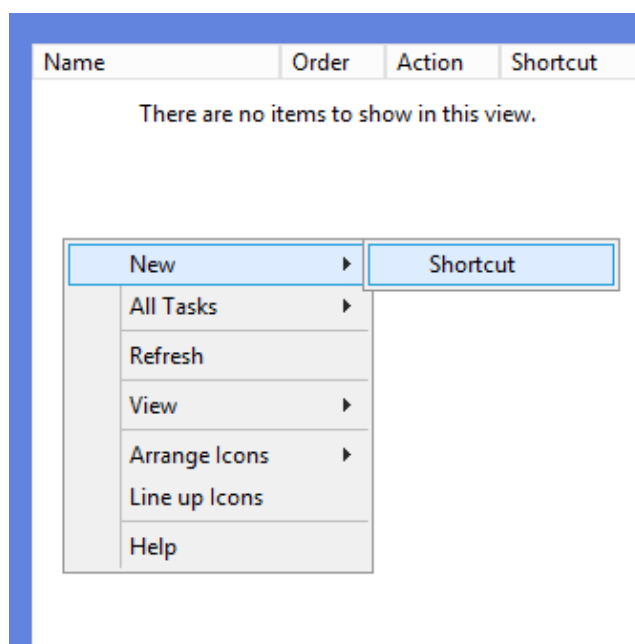 Name Order Action Shortcut
There are no items to show in this view.
New Shortcut
All Tasks
Refresh
View
Arrange Icons
Line up Icons
Help